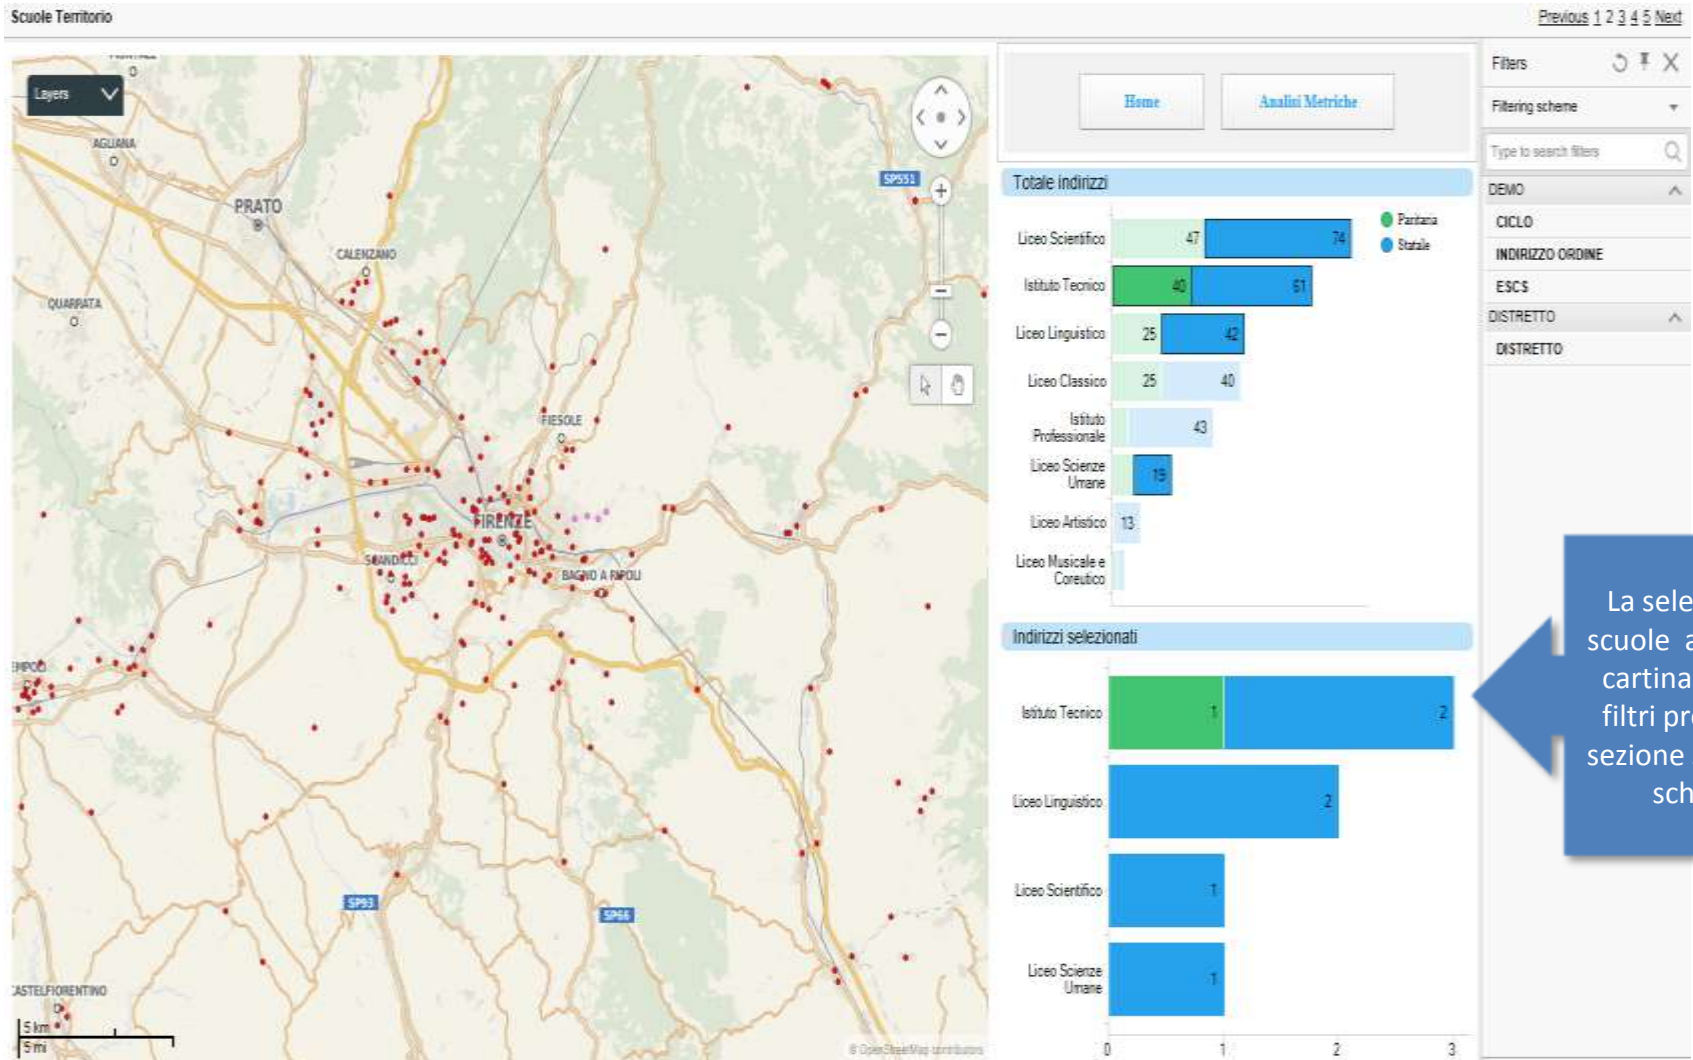 Scuole Territorio
Previous 1 2 3 4 5 Next
Layers
AGLIANA
PRATO
CALENZANO
QUARRATA
SP551
FIESOLE
FIRENZE
SCANDICCI
BAGNO A RIPOLI
EMPOLI
SP93
SP66
CASTELFIORENTINO
5 km
5 mi
© OpenStreetMap contributors
Home
Analisi Metriche
Totale indirizzi
Paritaria
Statale
Liceo Scientifico 47 74
Istituto Tecnico 40 61
Liceo Linguistico 25 42
Liceo Classico 25 40
Istituto
Professionale 43
Liceo Scienze
Umane 19
Liceo Artistico 13
Liceo Musicale e
Coreutico
Indirizzi selezionati
Istituto Tecnico 1 2
Liceo Linguistico 2
Liceo Scientifico 1
Liceo Scienze
Umane 1
0 1 2 3
Filters
Filtering scheme
Type to search filters
DEMO
CICLO
INDIRIZZO ORDINE
ESCS
DISTRETTO
DISTRETTO
La sele
scuole a
cartina
filtri pr
sezione
sch